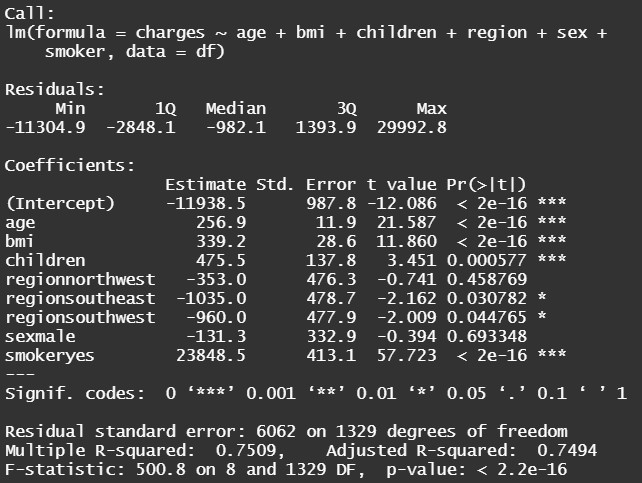 Call:
lm(formula = charges ~ age + bmi + children + region + sex +
    smoker, data = df)

Residuals:
     Min       1Q   Median       3Q      Max
-11304.9  -2848.1   -982.1   1393.9  29992.8

Coefficients:
                Estimate Std. Error t value Pr(>|t|)
(Intercept)     -11938.5      987.8 -12.086  < 2e-16 ***
age                256.9       11.9  21.587  < 2e-16 ***
bmi                339.2       28.6  11.860  < 2e-16 ***
children           475.5      137.8   3.451 0.000577 ***
regionnorthwest   -353.0      476.3  -0.741 0.458769
regionsoutheast  -1035.0      478.7  -2.162 0.030782 *
regionsouthwest   -960.0      477.9  -2.009 0.044765 *
sexmale           -131.3      332.9  -0.394 0.693348
smokeryes        23848.5      413.1  57.723  < 2e-16 ***
---
Signif. codes:  0 ‘***’ 0.001 ‘**’ 0.01 ‘*’ 0.05 ‘.’ 0.1 ‘ ’ 1

Residual standard error: 6062 on 1329 degrees of freedom
Multiple R-squared:  0.7509,    Adjusted R-squared:  0.7494
F-statistic: 500.8 on 8 and 1329 DF,  p-value: < 2.2e-16